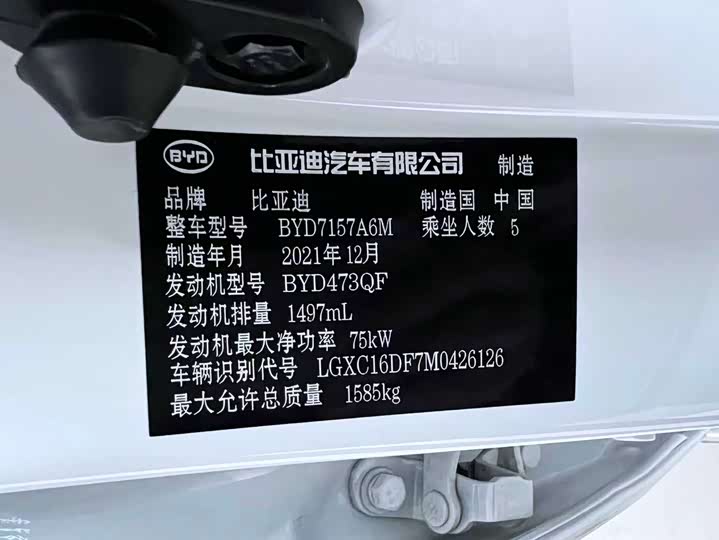 BYD 比亚迪汽车有限公司 制造
品牌 比亚迪 制造国 中国
整车型号 BYD7157A6M 乘坐人数 5
制造年月 2021年12月
发动机型号 BYD473QF
发动机排量 1497mL
发动机最大净功率 75kW
车辆识别代号 LGXC16DF7M0426126
最大允许总质量 1585kg